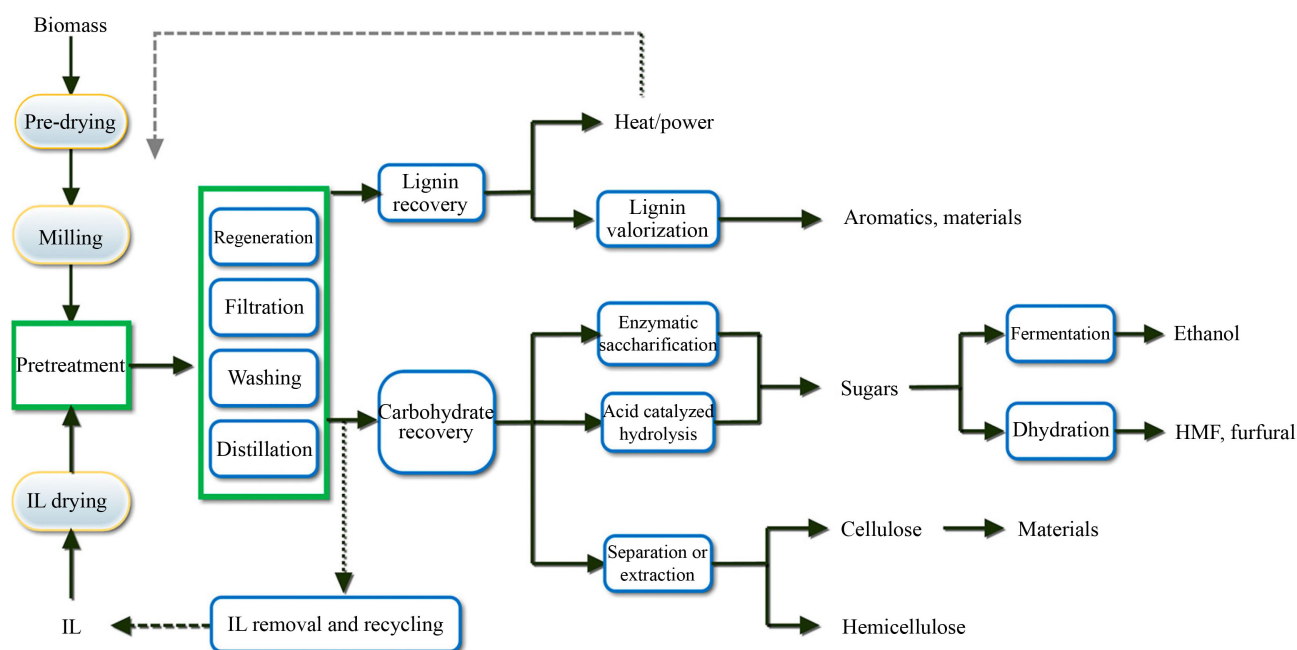 Biomass
Pre-drying
Milling
Pretreatment
IL drying
IL
Regeneration
Filtration
Washing
Distillation
IL removal and recycling
Lignin
recovery
Heat/power
Lignin
valorization
Aromatics, materials
Carbohydrate
recovery
Enzymatic
saccharification
Acid catalyzed
hydrolysis
Sugars
Fermentation
Ethanol
Dhydration
HMF, furfural
Separation or
extraction
Cellulose
Materials
Hemicellulose